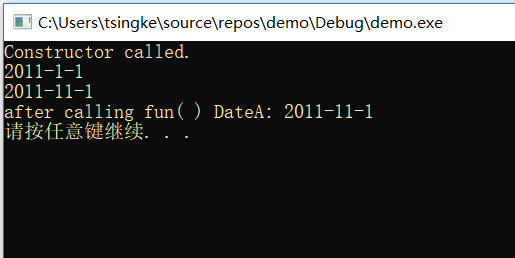 C:\Users\tsingke\source\repos\demo\Debug\demo.exe
Constructor called.
2011-1-1
2011-11-1
after calling fun( ) DateA: 2011-11-1
请按任意键继续. . .